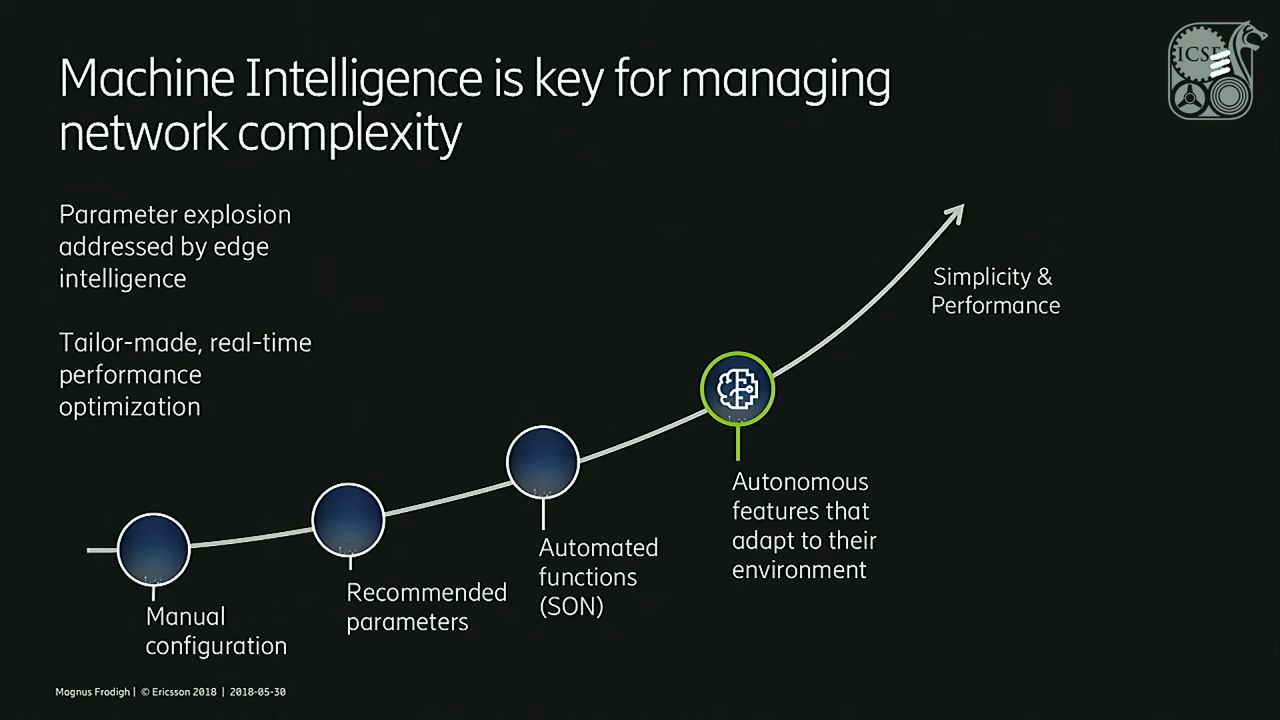 Machine Intelligence is key for managing
network complexity
ICSE
Parameter explosion
addressed by edge
intelligence
Tailor-made, real-time
performance
optimization
Simplicity &
Performance
Autonomous
features that
adapt to their
environment
Automated
functions
(SON)
Recommended
parameters
Manual
configuration
Magnus Frodigh | © Ericsson 2018 | 2018-05-30